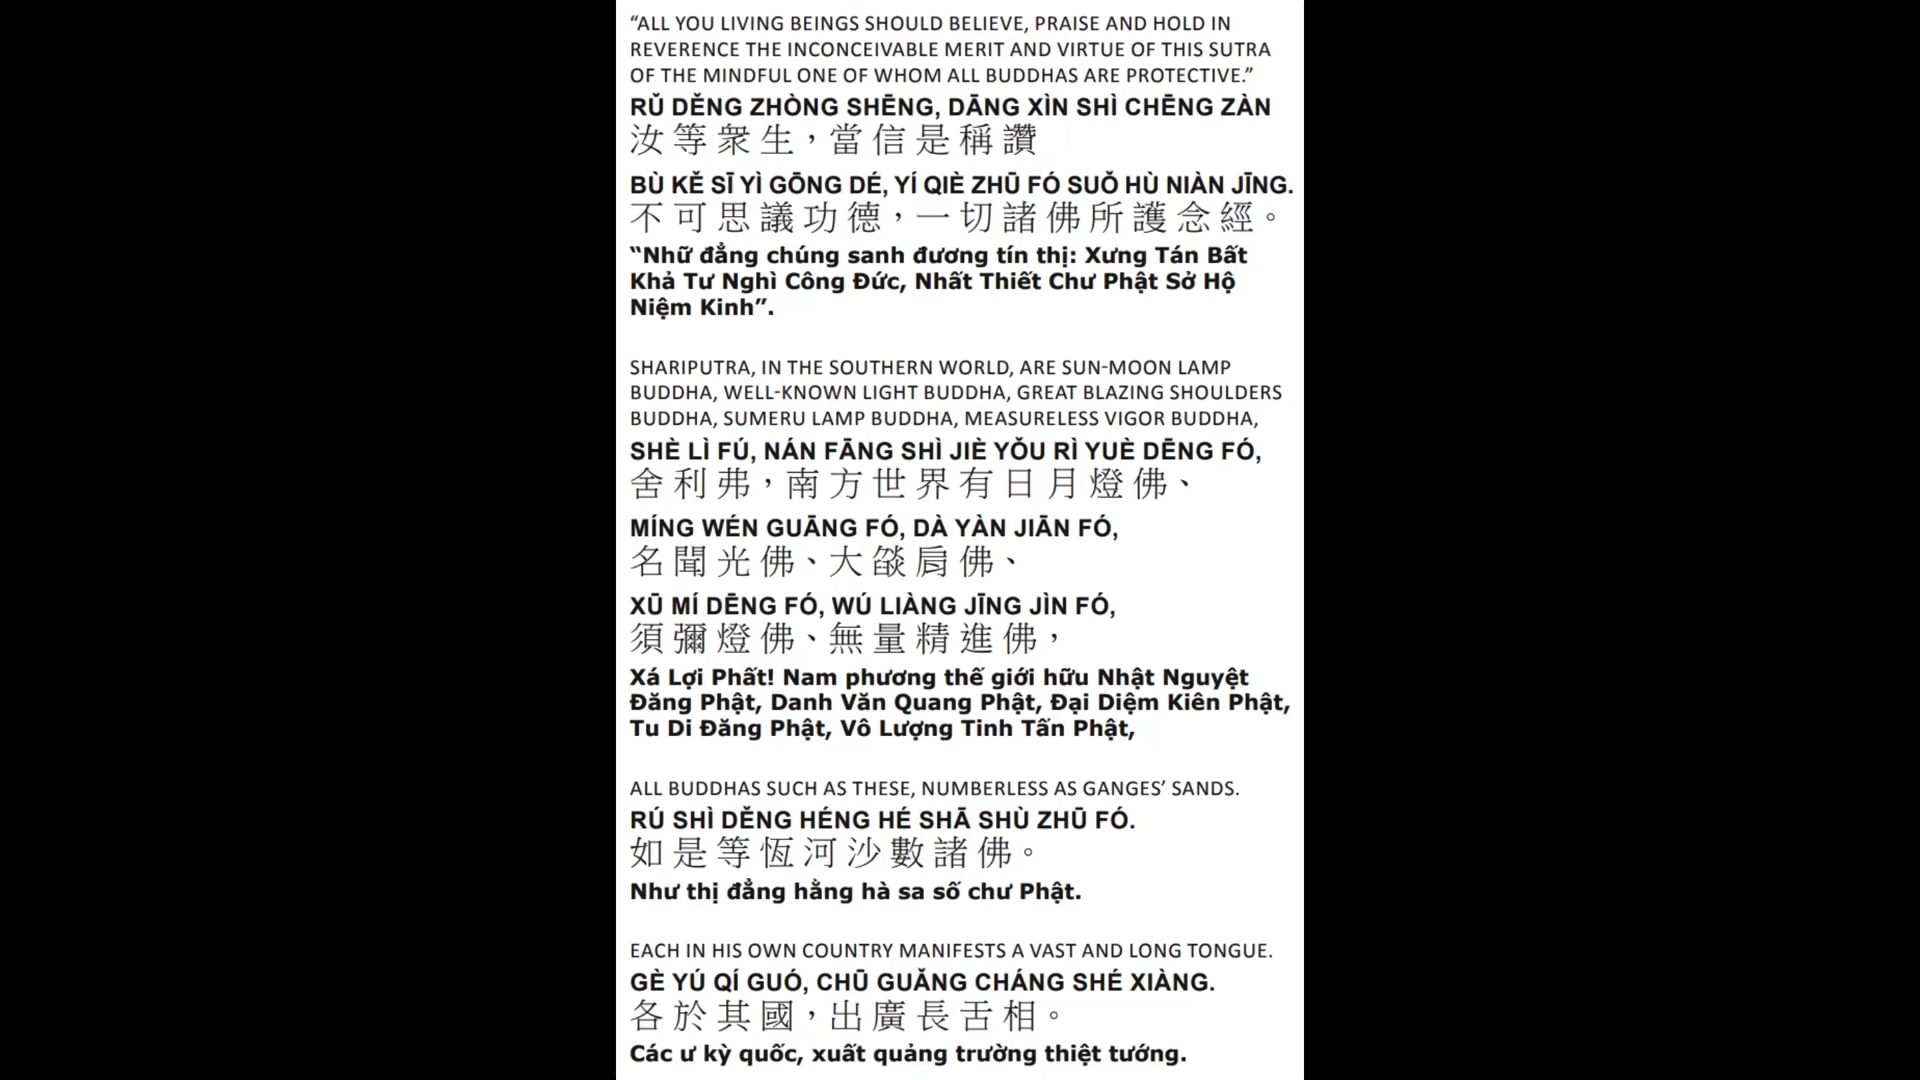 “ALL YOU LIVING BEINGS SHOULD BELIEVE, PRAISE AND HOLD IN
REVERENCE THE INCONCEIVABLE MERIT AND VIRTUE OF THIS SUTRA
OF THE MINDFUL ONE OF WHOM ALL BUDDHAS ARE PROTECTIVE.”
RǓ DĚNG ZHÒNG SHĒNG, DĀNG XÌN SHÌ CHĒNG ZÀN
汝等衆生，當信是稱讚
BÙ KĚ SĪ YÌ GŌNG DÉ, YÍ QIÈ ZHŪ FÓ SUǑ HÙ NIÀN JĪNG.
不可思議功德，一切諸佛所護念經。
“Nhữ đẳng chúng sanh đương tín thị: Xưng Tán Bất
Khả Tư Nghì Công Đức, Nhất Thiết Chư Phật Sở Hộ
Niệm Kinh”.
SHARIPUTRA, IN THE SOUTHERN WORLD, ARE SUN-MOON LAMP
BUDDHA, WELL-KNOWN LIGHT BUDDHA, GREAT BLAZING SHOULDERS
BUDDHA, SUMERU LAMP BUDDHA, MEASURELESS VIGOR BUDDHA,
SHÈ LÌ FÚ, NÁN FĀNG SHÌ JIÈ YǑU RÌ YUÈ DĒNG FÓ,
舍利弗，南方世界有日月燈佛、
MÍNG WÉN GUĀNG FÓ, DÀ YÀN JIĀN FÓ,
名聞光佛、大燄肩佛、
XŪ MÍ DĒNG FÓ, WÚ LIÀNG JĪNG JÌN FÓ,
須彌燈佛、無量精進佛，
Xá Lợi Phất! Nam phương thế giới hữu Nhật Nguyệt
Đăng Phật, Danh Văn Quang Phật, Đại Diệm Kiên Phật,
Tu Di Đăng Phật, Vô Lượng Tinh Tấn Phật,
ALL BUDDHAS SUCH AS THESE, NUMBERLESS AS GANGES’ SANDS.
RÚ SHÌ DĚNG HÉNG HÉ SHĀ SHÙ ZHŪ FÓ.
如是等恆河沙數諸佛。
Như thị đẳng hằng hà sa số chư Phật.
EACH IN HIS OWN COUNTRY MANIFESTS A VAST AND LONG TONGUE.
GÈ YÚ QÍ GUÓ, CHŪ GUǍNG CHÁNG SHÉ XIÀNG.
各於其國，出廣長舌相。
Các ư kỳ quốc, xuất quảng trường thiệt tướng.